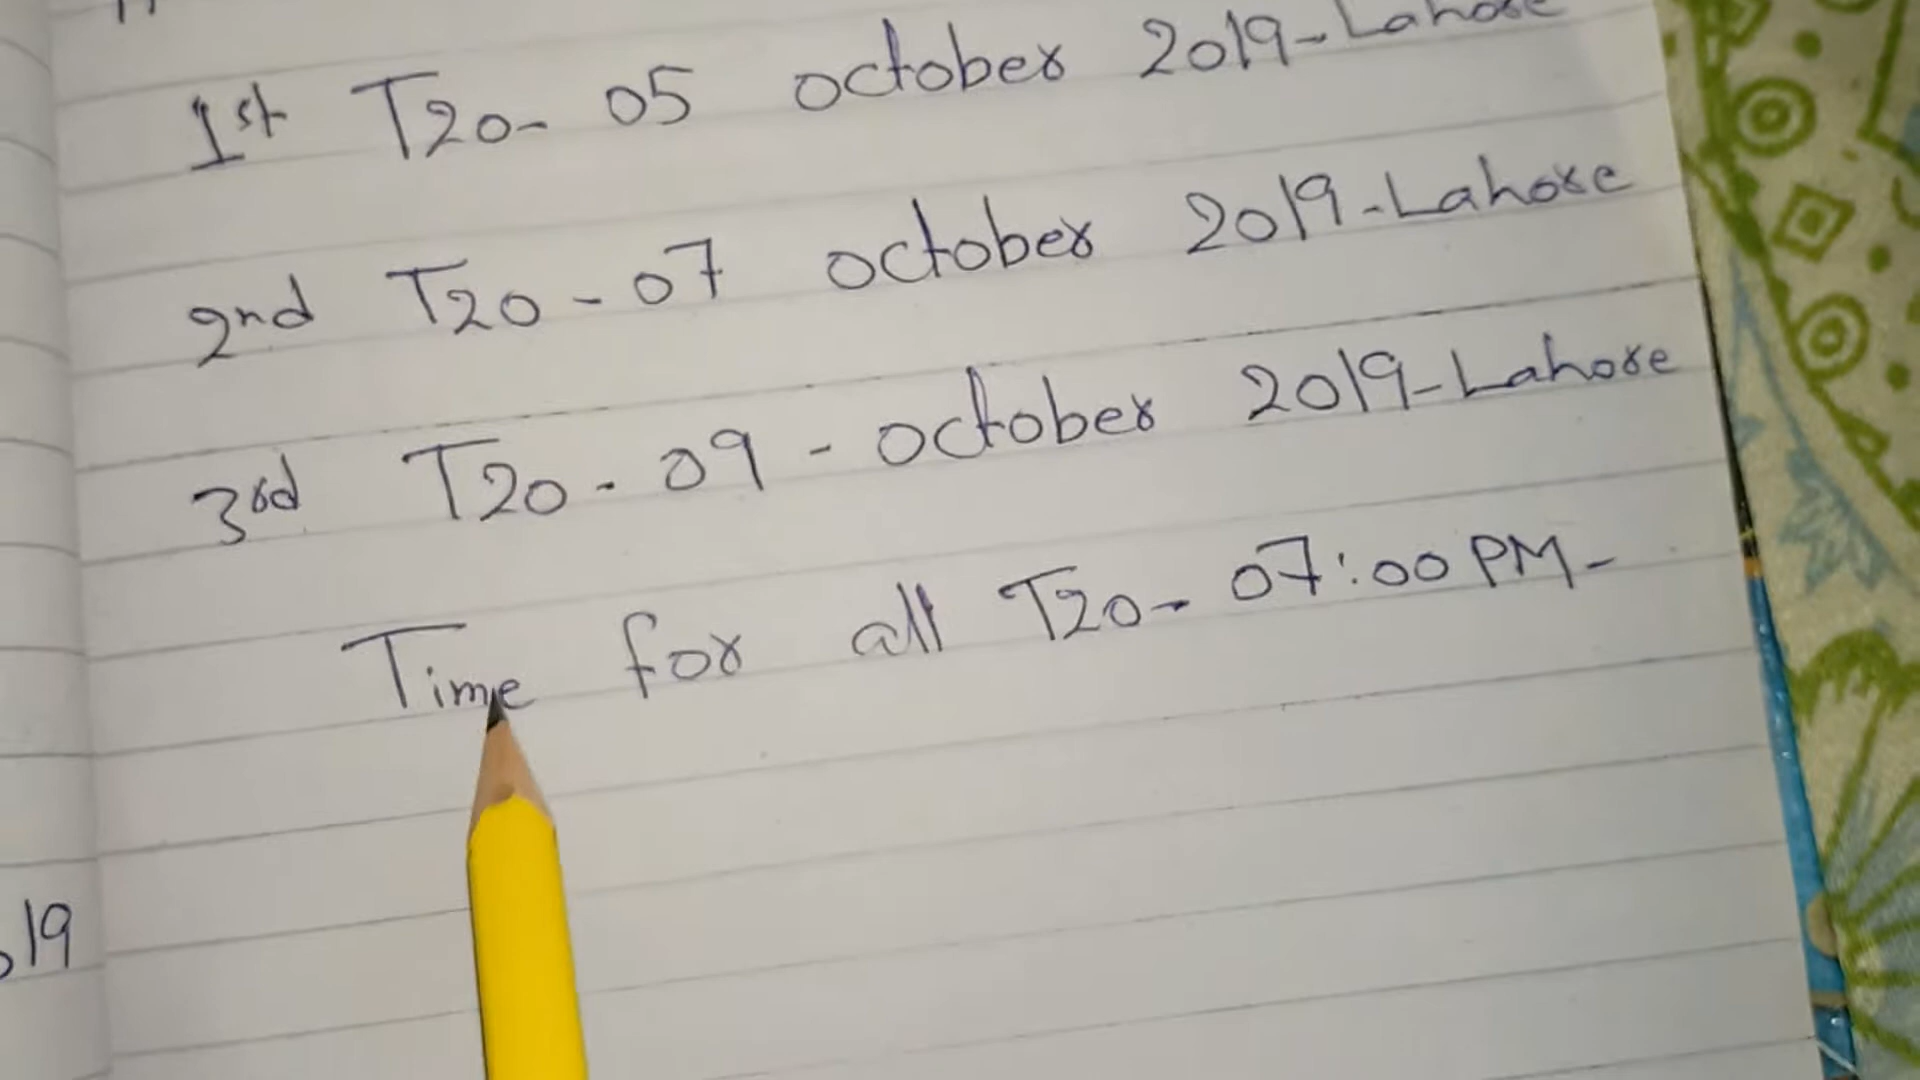 1st T20- 05 october 2019-Lahore
2nd T20-07 october 2019-Lahore
3rd T20-09-october 2019-Lahore
Time for all T20-07:00 PM-
19